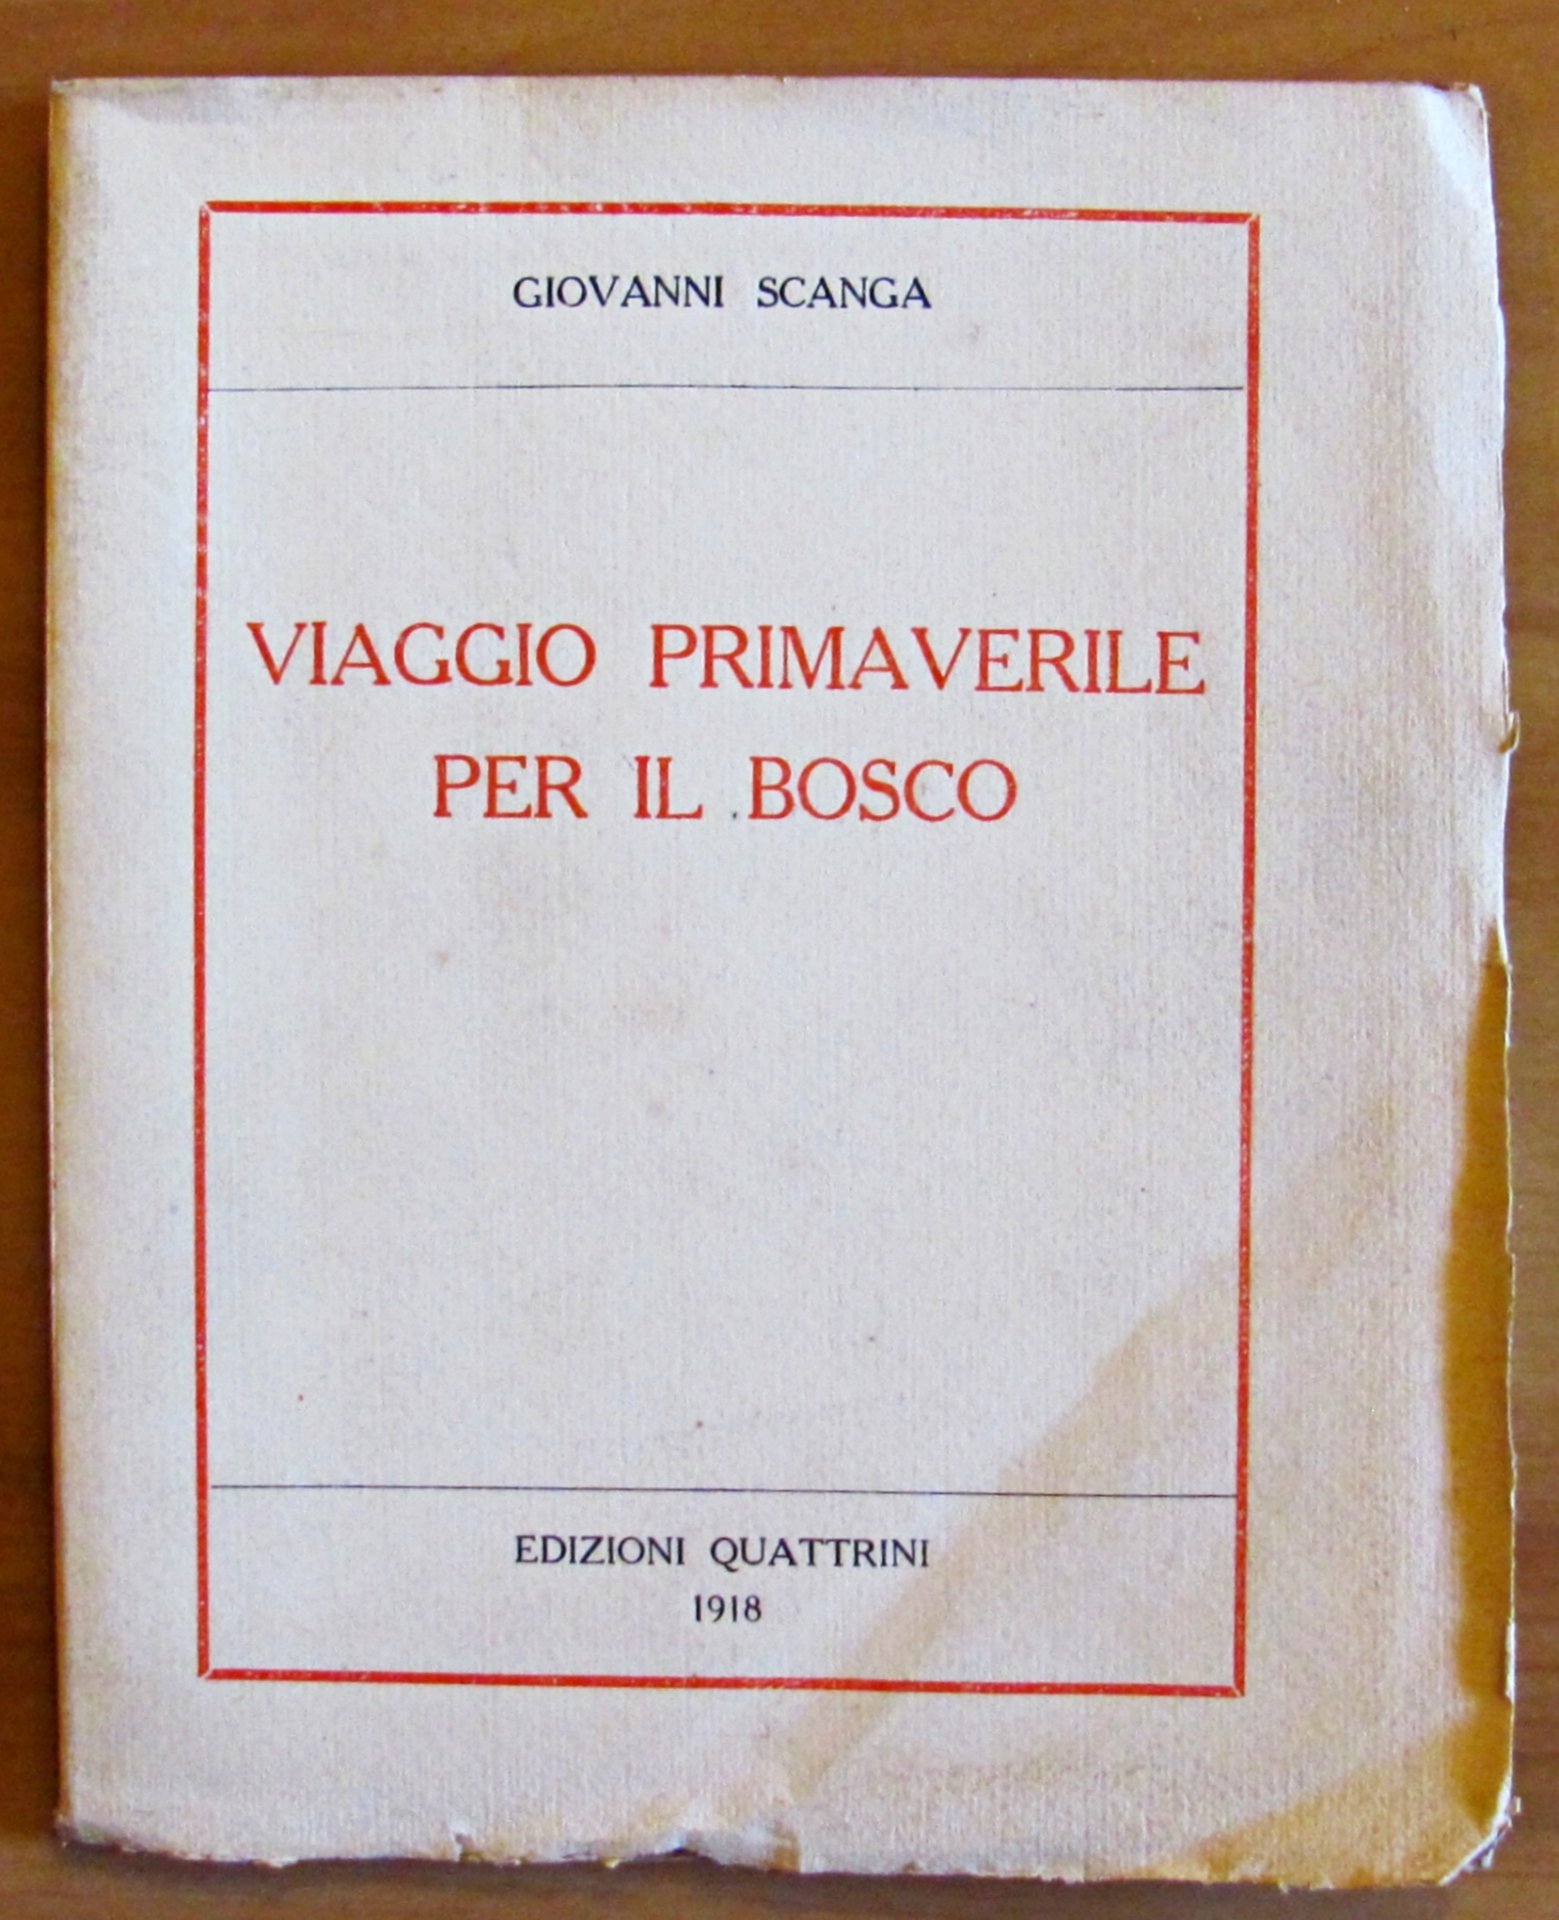 GIOVANNI SCANGA
VIAGGIO PRIMAVERILE
PER IL BOSCO
EDIZIONI QUATTRINI
1918